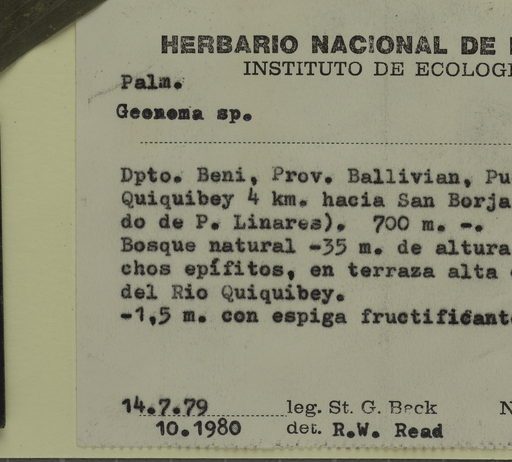 HERBARIO NACIONAL DE
INSTITUTO DE ECOLOGI
Palm.
Geonoma sp.
Dpto. Beni, Prov. Ballivian, Pu
Quiquibey 4 km. hacia San Borja
do de P. Linares). 700 m. -.
Bosque natural -35 m. de altura
chos epífitos, en terraza alta
del Rio Quiquibey.
-1,5 m. con espiga fructificant
14.7.79 leg. St. G. Beck N
10.1980 det. R.W. Read